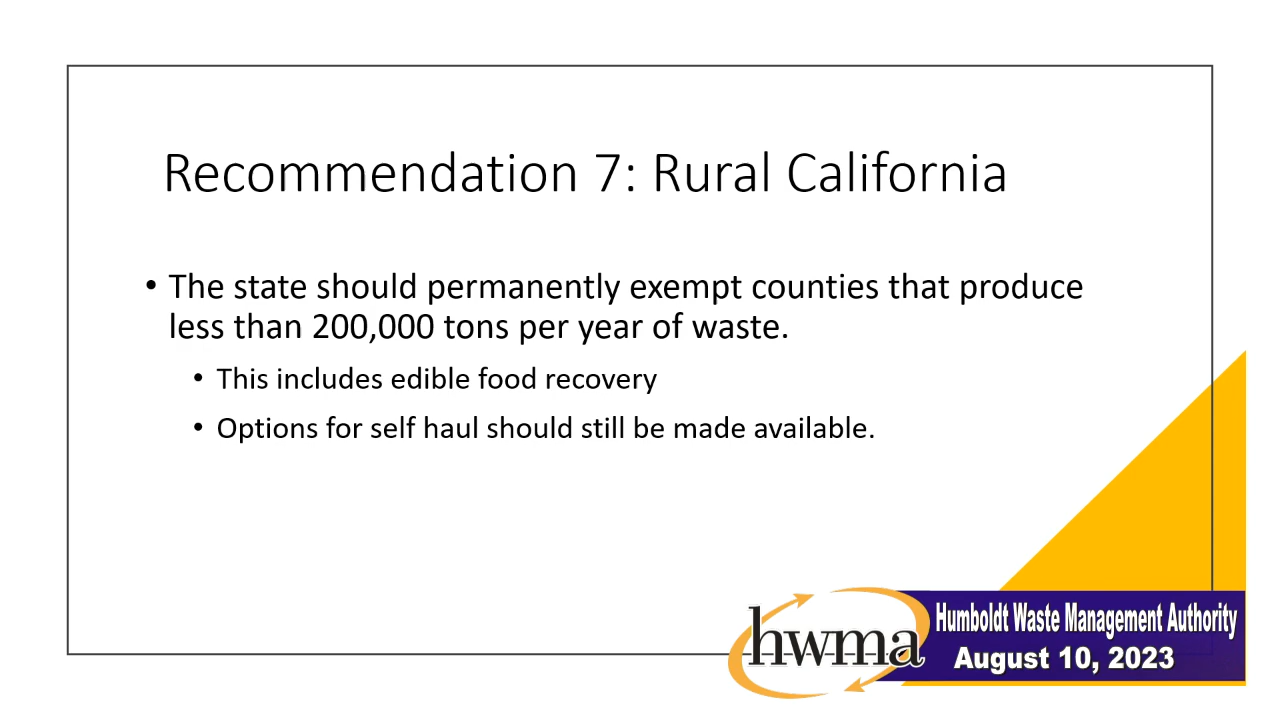 Recommendation 7: Rural California
• The state should permanently exempt counties that produce
less than 200,000 tons per year of waste.
• This includes edible food recovery
• Options for self haul should still be made available.
hwma
Humboldt Waste Management Authority
August 10, 2023